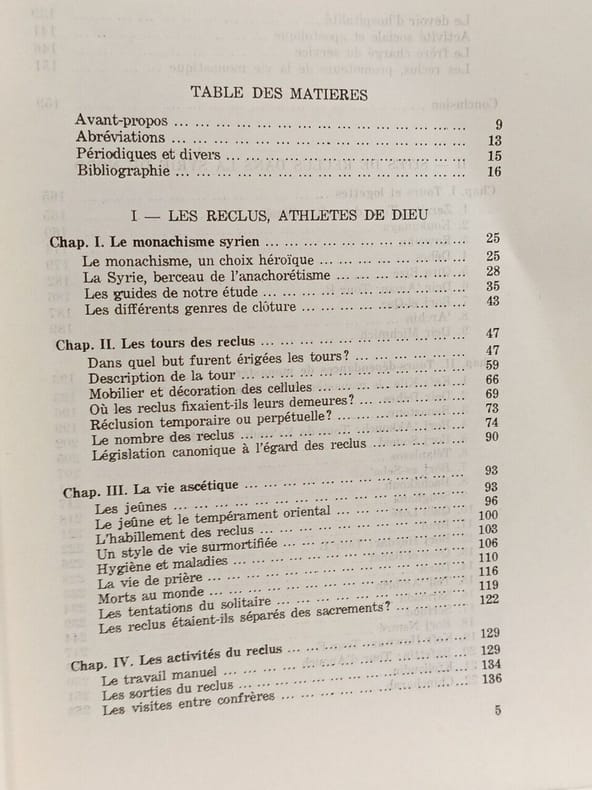 TABLE DES MATIERES
Avant-propos ... 9
Abréviations ... 13
Périodiques et divers ... 15
Bibliographie ... 16
I — LES RECLUS, ATHLETES DE DIEU
Chap. I. Le monachisme syrien ... 25
Le monachisme, un choix héroïque ... 25
La Syrie, berceau de l'anachorétisme ... 28
Les guides de notre étude ... 35
Les différents genres de clôture ... 43
Chap. II. Les tours des reclus ... 47
Dans quel but furent érigées les tours? ... 47
Description de la tour ... 59
Mobilier et décoration des cellules ... 66
Où les reclus fixaient-ils leurs demeures? ... 69
Réclusion temporaire ou perpétuelle? ... 73
Le nombre des reclus ... 74
Législation canonique à l'égard des reclus ... 90
Chap. III. La vie ascétique ... 93
Les jeûnes ... 93
Le jeûne et le tempérament oriental ... 96
L'habillement des reclus ... 100
Un style de vie surmortifiée ... 103
Hygiène et maladies ... 106
La vie de prière ... 110
Morts au monde ... 116
Les tentations du solitaire ... 119
Les reclus étaient-ils séparés des sacrements? ... 122
Chap. IV. Les activités du reclus ... 129
Le travail manuel ... 129
Les sorties du reclus ... 134
Les visites entre confrères ... 136
5